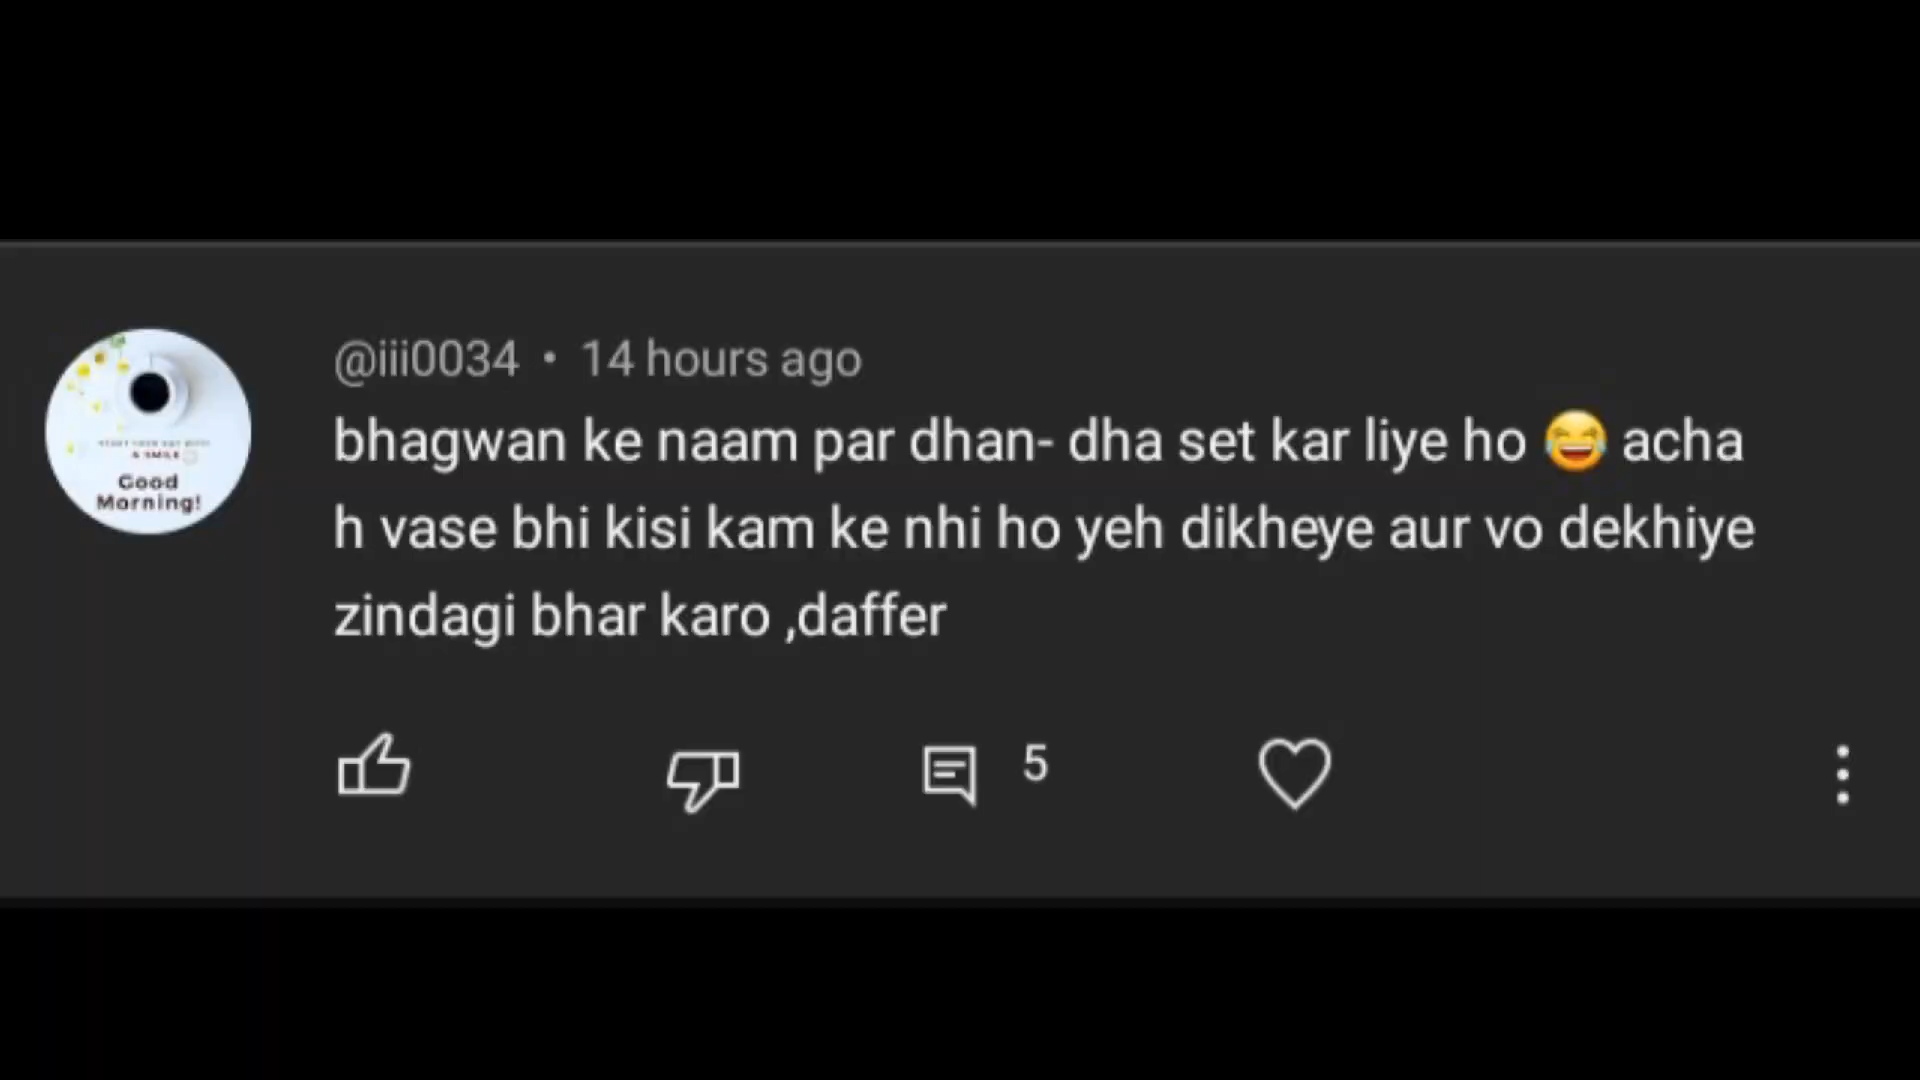 @iii0034 • 14 hours ago
bhagwan ke naam par dhan- dha set kar liye ho 😂 acha
h vase bhi kisi kam ke nhi ho yeh dikheye aur vo dekhiye
zindagi bhar karo ,daffer
5
A SMILE
Good
Morning!